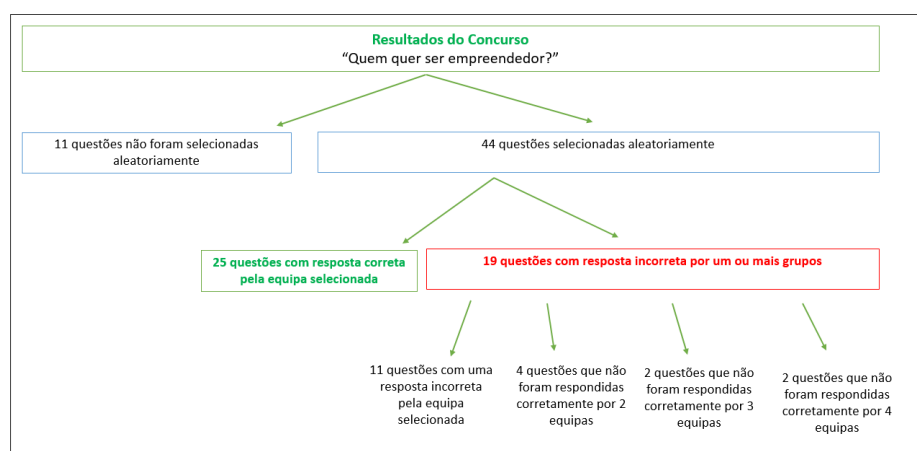 Resultados do Concurso
“Quem quer ser empreendedor?”
11 questões não foram selecionadas
aleatoriamente
44 questões selecionadas aleatoriamente
25 questões com resposta correta
pela equipa selecionada
19 questões com resposta incorreta por um ou mais grupos
11 questões com uma
resposta incorreta
pela equipa
selecionada
4 questões que não
foram respondidas
corretamente por 2
equipas
2 questões que não
foram respondidas
corretamente por 3
equipas
2 questões que não
foram respondidas
corretamente por 4
equipas